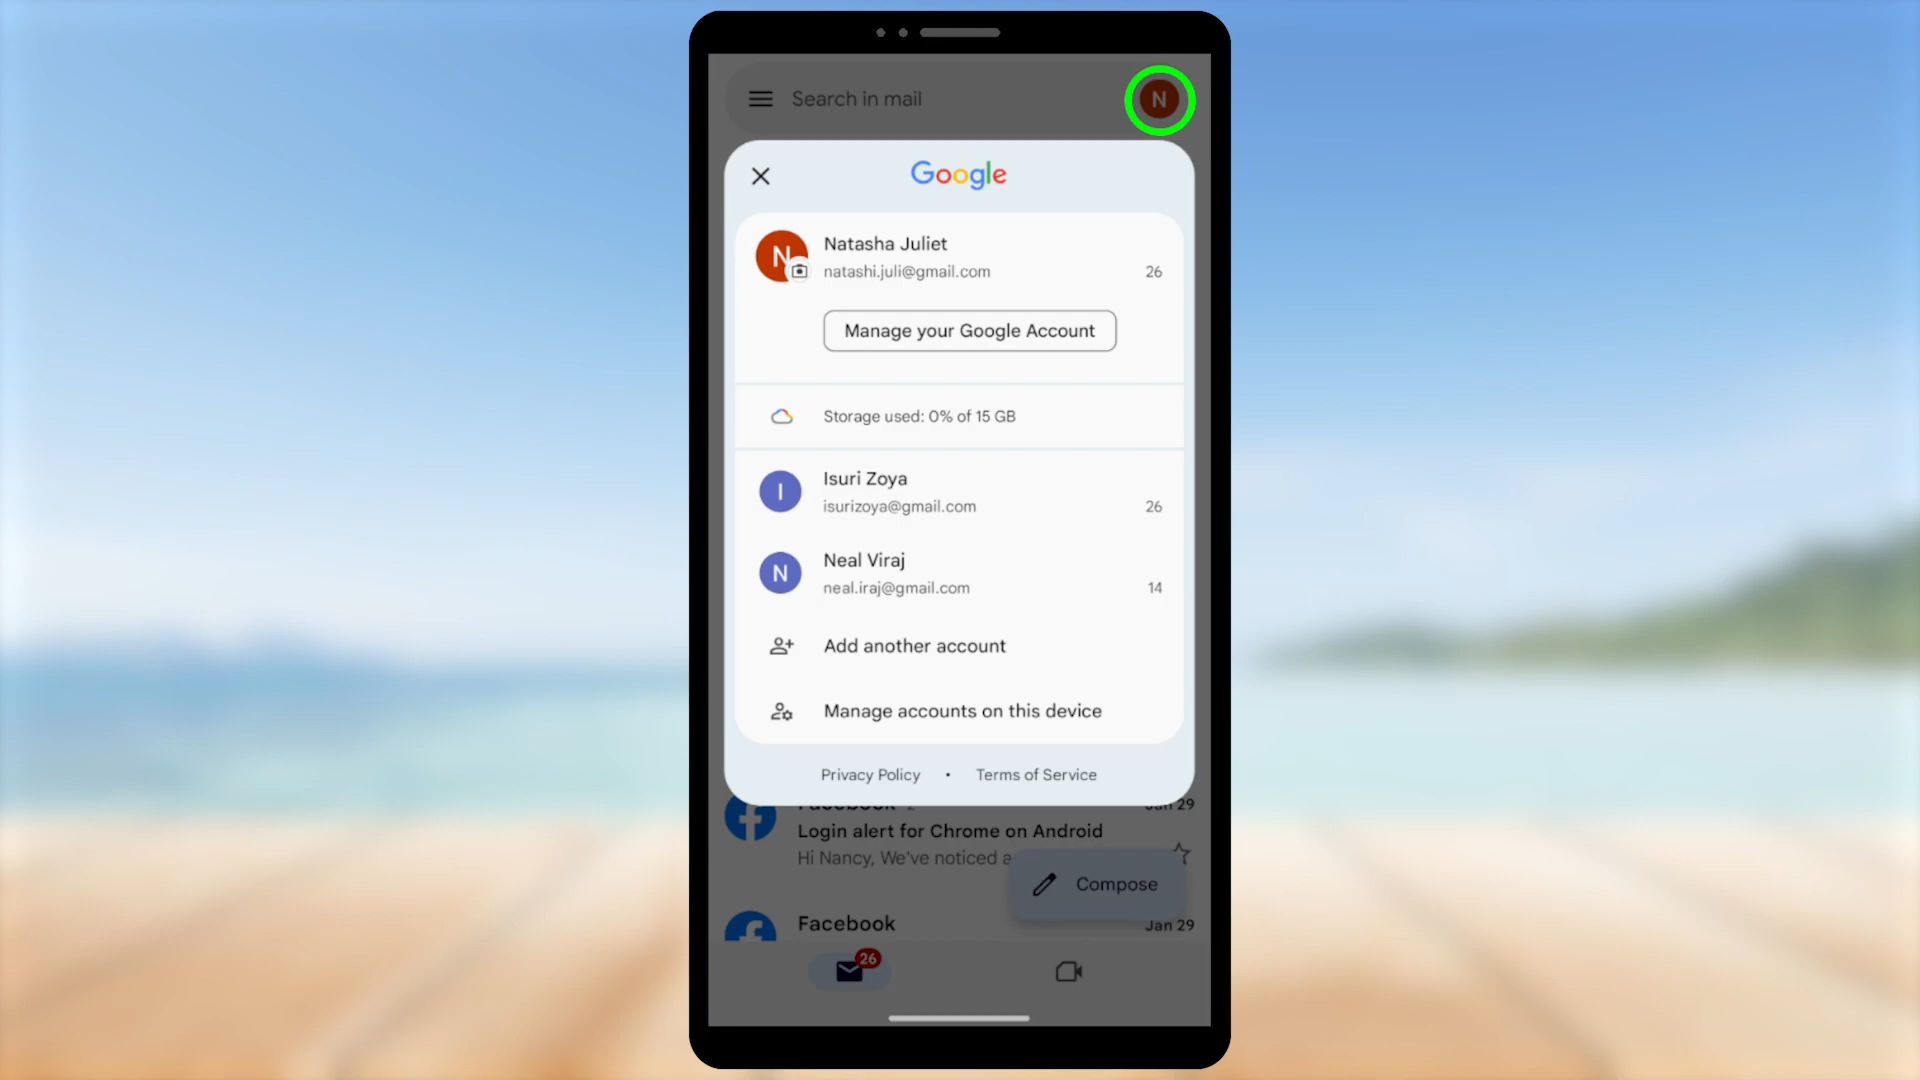 Search in mail
N
Google
N
Natasha Juliet
natashi.juli@gmail.com
26
Manage your Google Account
Storage used: 0% of 15 GB
I
Isuri Zoya
isurizoya@gmail.com
26
N
Neal Viraj
neal.iraj@gmail.com
14
Add another account
Manage accounts on this device
Privacy Policy • Terms of Service
Facebook 2
Jan 29
Login alert for Chrome on Android
Hi Nancy, We've noticed a
Compose
Facebook
Jan 29
26